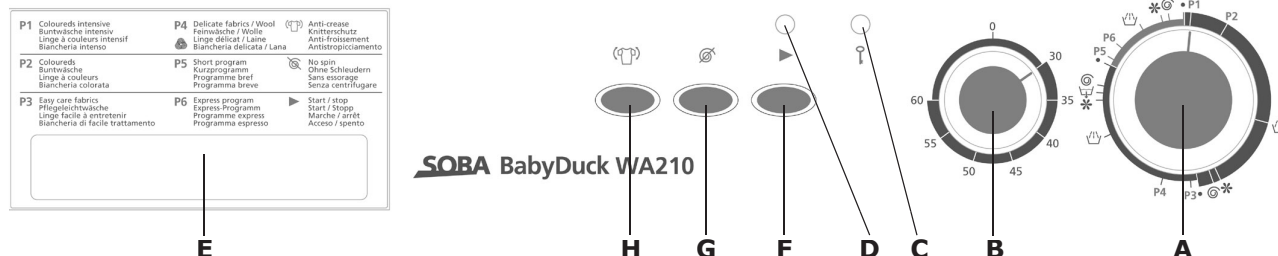 P1 Coloureds intensive
Buntwäsche intensiv
Linge à couleurs intensif
Biancheria intenso
P4 Delicate fabrics / Wool
Feinwäsche / Wolle
Linge délicat / Laine
Biancheria delicata / Lana
Anti-crease
Knitterschutz
Anti-froissement
Antistropicciamento
P2 Coloureds
Buntwäsche
Linge à couleurs
Biancheria colorata
P5 Short program
Kurzprogramm
Programme bref
Programma breve
No spin
Ohne Schleudern
Sans essorage
Senza centrifugare
P3 Easy care fabrics
Pflegeleichtwäsche
Linge facile à entretenir
Biancheria di facile trattamento
P6 Express program
Express-Programm
Programme express
Programma espresso
Start / stop
Start / Stopp
Marche / arrêt
Acceso / spento
SOBA BabyDuck WA210
0
30
35
40
45
50
55
60
P1
P2
P3
P4
P5
P6
E
H
G
F
D
C
B
A